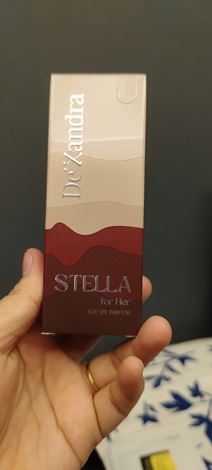 De'Xandra
STELLA
for Her
EAU DE PARFUM